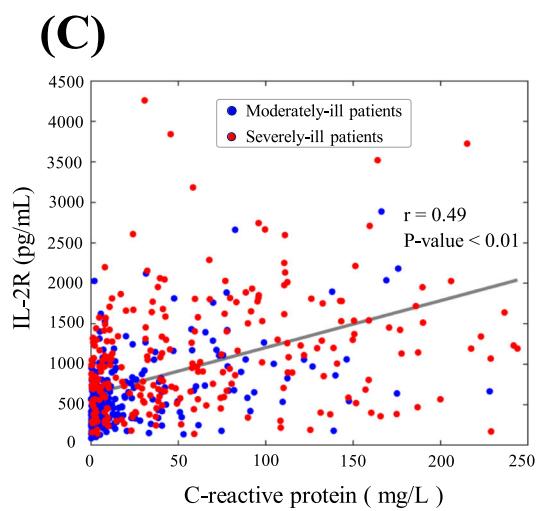 (C)
4500
4000
3500
3000
2500
2000
1500
1000
500
0
IL-2R (pg/mL)
Moderately-ill patients
Severely-ill patients
r = 0.49
P-value < 0.01
0 50 100 150 200 250
C-reactive protein ( mg/L )